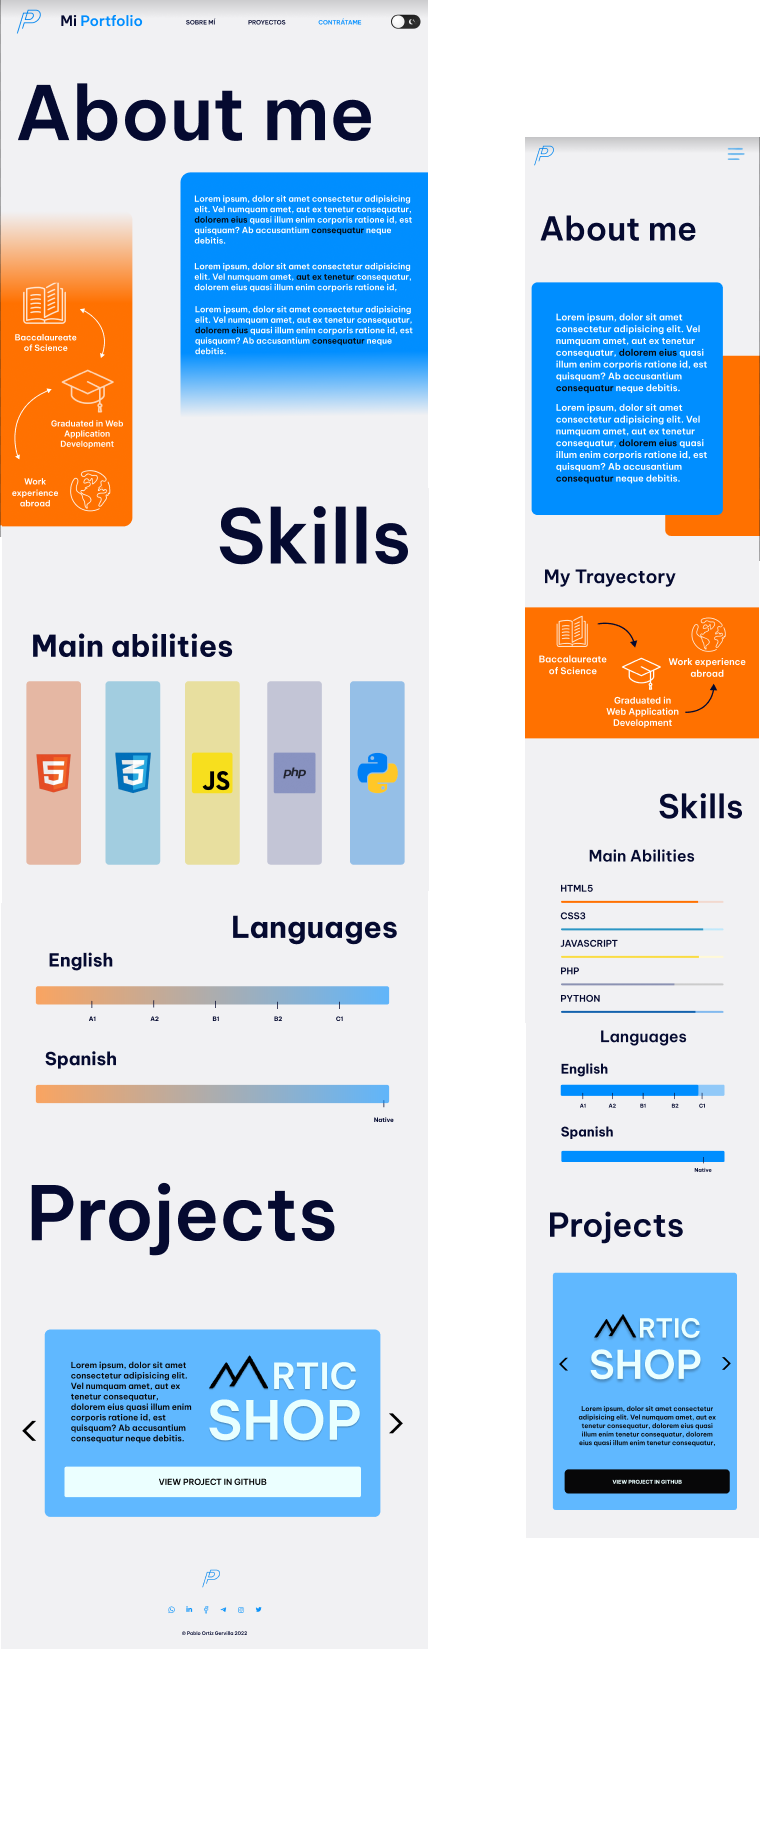 Mi Portfolio
SOBRE MÍ
PROYECTOS
CONTRÁTAME
About me
Lorem ipsum, dolor sit amet consectetur adipisicing
elit. Vel numquam amet, aut ex tenetur consequatur,
dolorem eius quasi illum enim corporis ratione id, est
quisquam? Ab accusantium consequatur neque
debitis.
Lorem ipsum, dolor sit amet consectetur adipisicing
elit. Vel numquam amet, aut ex tenetur consequatur,
dolorem eius quasi illum enim corporis ratione id,
Lorem ipsum, dolor sit amet consectetur adipisicing
elit. Vel numquam amet, aut ex tenetur consequatur,
dolorem eius quasi illum enim corporis ratione id, est
quisquam? Ab accusantium consequatur neque
debitis.
Baccalaureate
of Science
Graduated in Web
Application
Development
Work
experience
abroad
Skills
Main abilities
5
3
JS
php
Languages
English
A1
A2
B1
B2
C1
Spanish
Native
Projects
Lorem ipsum, dolor sit amet
consectetur adipisicing elit.
Vel numquam amet, aut ex
tenetur consequatur,
dolorem eius quasi illum enim
corporis ratione id, est
quisquam? Ab accusantium
consequatur neque debitis.
RTIC
SHOP
VIEW PROJECT IN GITHUB
© Pablo Ortiz Gervilla 2022
About me
Lorem ipsum, dolor sit amet
consectetur adipisicing elit. Vel
numquam amet, aut ex tenetur
consequatur, dolorem eius quasi
illum enim corporis ratione id, est
quisquam? Ab accusantium
consequatur neque debitis.
Lorem ipsum, dolor sit amet
consectetur adipisicing elit. Vel
numquam amet, aut ex tenetur
consequatur, dolorem eius quasi
illum enim corporis ratione id, est
quisquam? Ab accusantium
consequatur neque debitis.
My Trayectory
Baccalaureate
of Science
Graduated in
Web Application
Development
Work experience
abroad
Skills
Main Abilities
HTML5
CSS3
JAVASCRIPT
PHP
PYTHON
Languages
English
A1
A2
B1
B2
C1
Spanish
Native
Projects
RTIC
SHOP
Lorem ipsum, dolor sit amet consectetur
adipisicing elit. Vel numquam amet, aut ex
tenetur consequatur, dolorem eius quasi
illum enim tenetur consequatur, dolorem
eius quasi illum enim tenetur consequatur,
VIEW PROJECT IN GITHUB